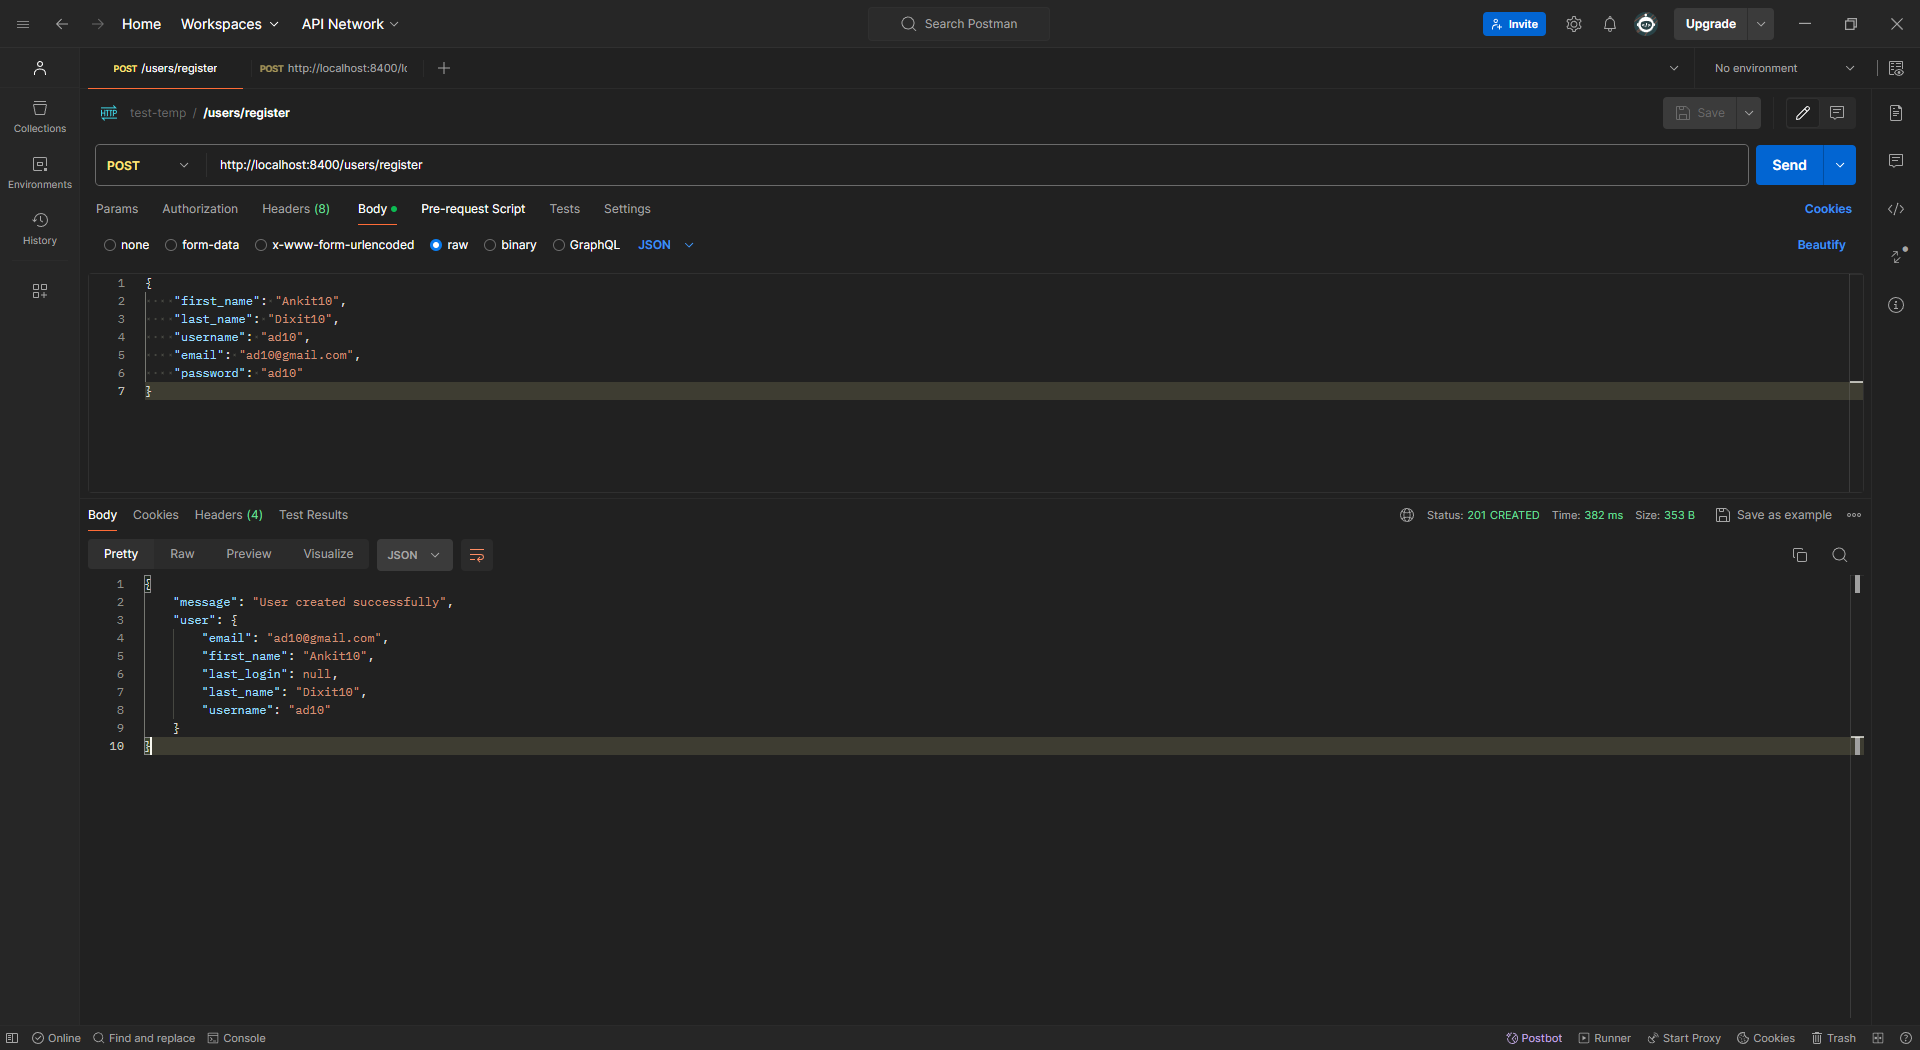 Home Workspaces API Network Search Postman Invite Upgrade
POST /users/register POST http://localhost:8400/lo No environment
HTTP test-temp / /users/register Save
POST http://localhost:8400/users/register Send
Params Authorization Headers (8) Body Pre-request Script Tests Settings Cookies
none form-data x-www-form-urlencoded raw binary GraphQL JSON Beautify
Collections
Environments
History
1 {
2 "first_name": "Ankit10",
3 "last_name": "Dixit10",
4 "username": "ad10",
5 "email": "ad10@gmail.com",
6 "password": "ad10"
7 }
Body Cookies Headers (4) Test Results Status: 201 CREATED Time: 382 ms Size: 353 B Save as example
Pretty Raw Preview Visualize JSON
1 {
2 "message": "User created successfully",
3 "user": {
4 "email": "ad10@gmail.com",
5 "first_name": "Ankit10",
6 "last_login": null,
7 "last_name": "Dixit10",
8 "username": "ad10"
9 }
10 }
Online Find and replace Console Postbot Runner Start Proxy Cookies Trash